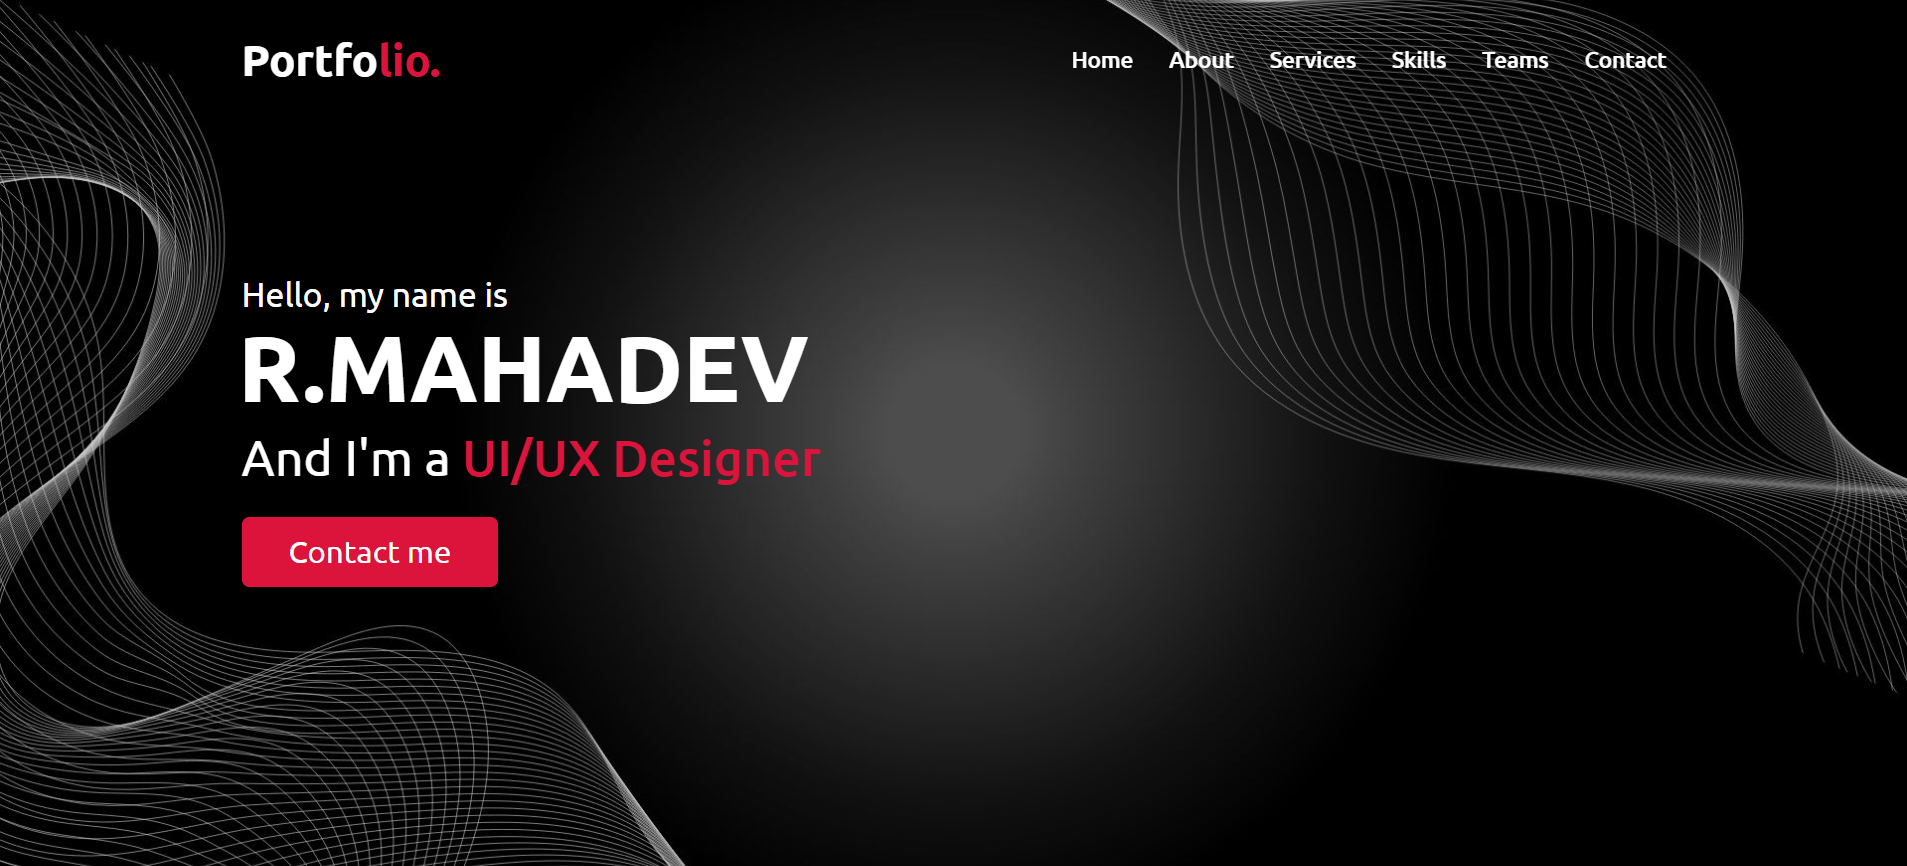 Portfolio.
Home About Services Skills Teams Contact
Hello, my name is
R.MAHADEV
And I'm a UI/UX Designer
Contact me